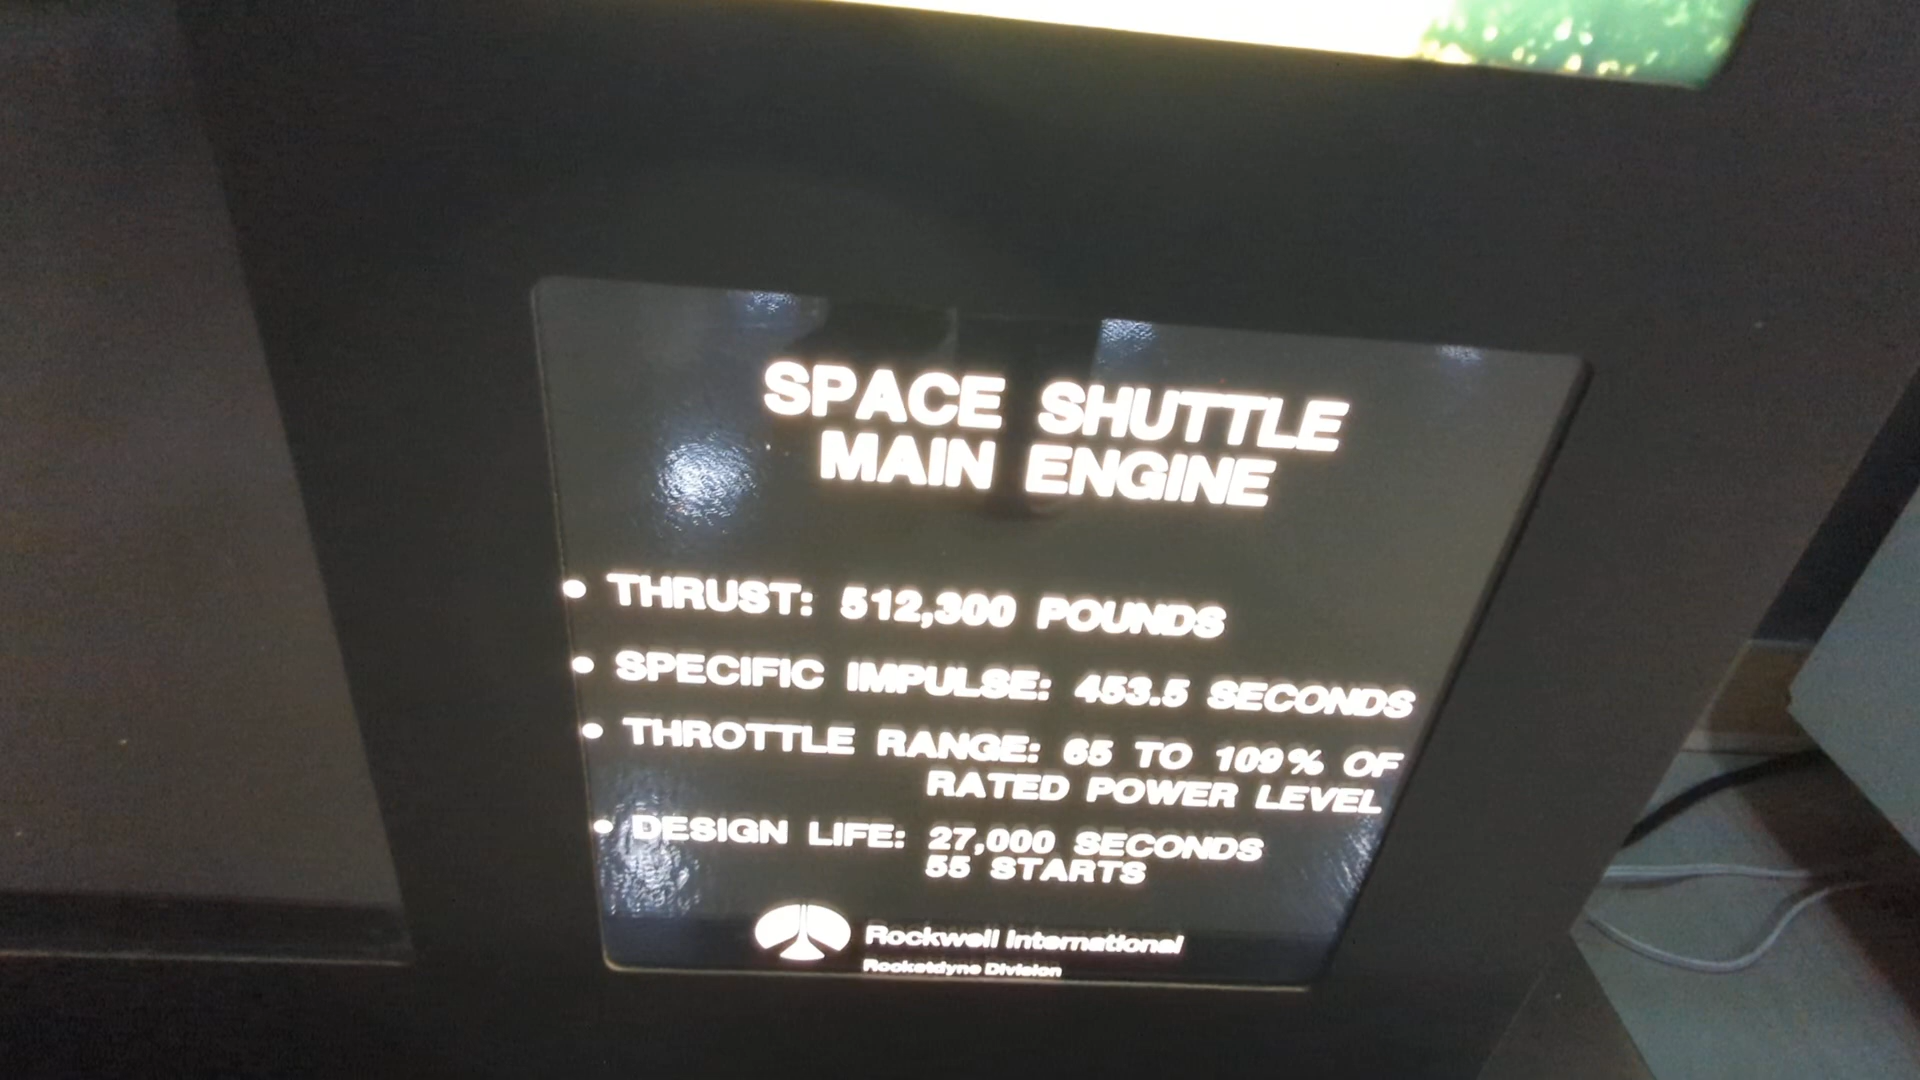 SPACE SHUTTLE
MAIN ENGINE
• THRUST: 512,300 POUNDS
• SPECIFIC IMPULSE: 453.5 SECONDS
• THROTTLE RANGE: 65 TO 109% OF
RATED POWER LEVEL
• DESIGN LIFE: 27,000 SECONDS
55 STARTS
Rockwell International
Rocketdyne Division